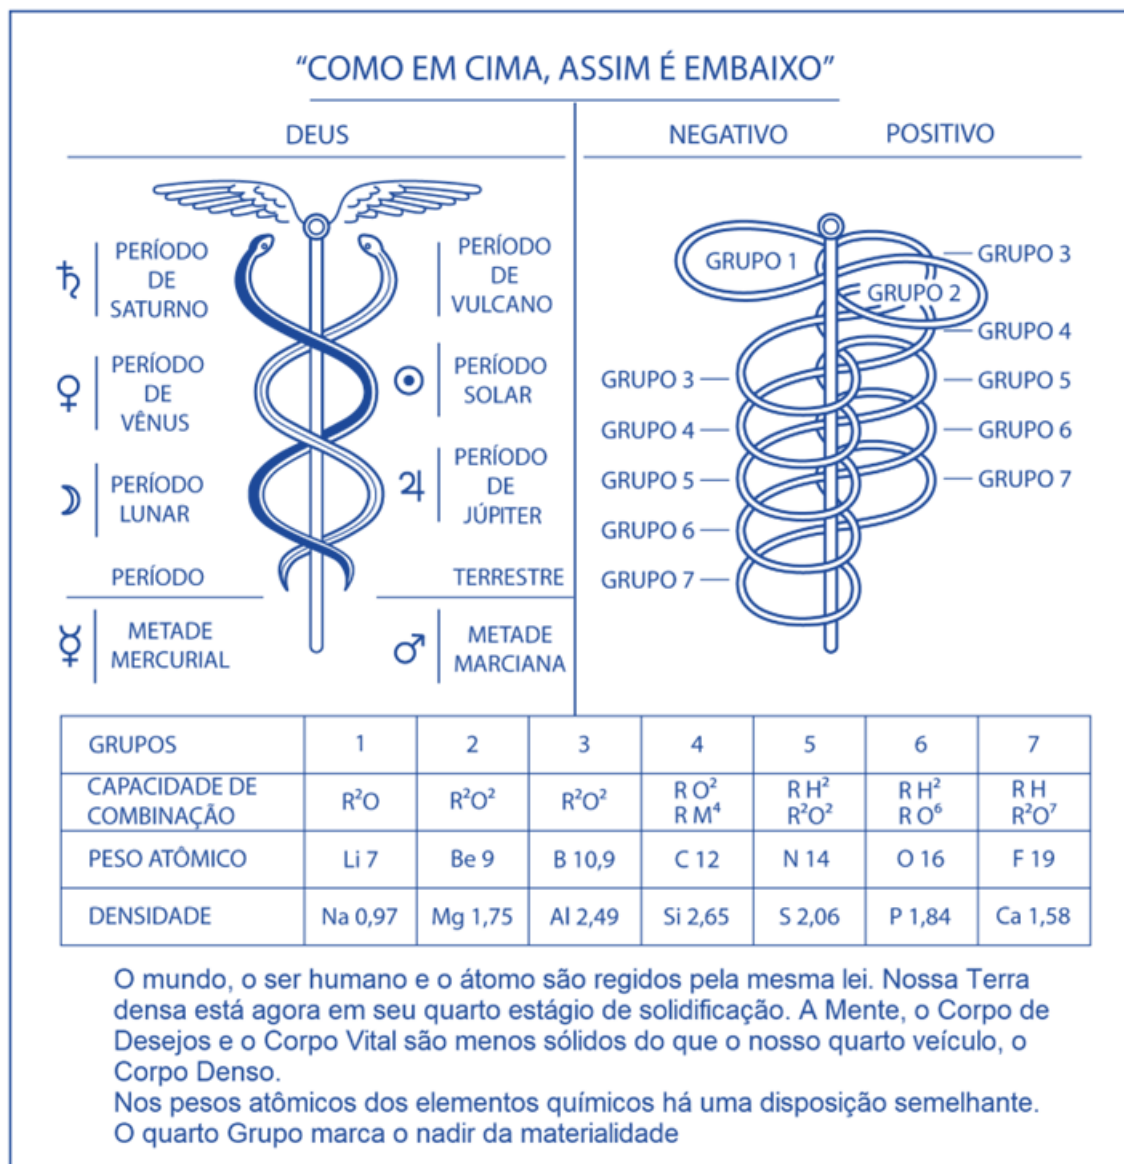 “COMO EM CIMA, ASSIM É EMBAIXO”
DEUS
PERÍODO
DE
SATURNO
PERÍODO
DE
VULCANO
PERÍODO
DE
VÊNUS
PERÍODO
SOLAR
PERÍODO
LUNAR
PERÍODO
DE
JÚPITER
PERÍODO TERRESTRE
METADE
MERCURIAL
METADE
MARCIANA
NEGATIVO POSITIVO
GRUPO 1
GRUPO 2
GRUPO 3
GRUPO 4
GRUPO 5
GRUPO 6
GRUPO 7
GRUPO 3
GRUPO 4
GRUPO 5
GRUPO 6
GRUPO 7
GRUPOS 1 2 3 4 5 6 7
CAPACIDADE DE
COMBINAÇÃO
R²O
R²O²
R²O²
R O²
R M⁴
R H²
R²O²
R H²
R O⁶
R H
R²O⁷
PESO ATÔMICO Li 7 Be 9 B 10,9 C 12 N 14 O 16 F 19
DENSIDADE Na 0,97 Mg 1,75 Al 2,49 Si 2,65 S 2,06 P 1,84 Ca 1,58
O mundo, o ser humano e o átomo são regidos pela mesma lei. Nossa Terra
densa está agora em seu quarto estágio de solidificação. A Mente, o Corpo de
Desejos e o Corpo Vital são menos sólidos do que o nosso quarto veículo, o
Corpo Denso.
Nos pesos atômicos dos elementos químicos há uma disposição semelhante.
O quarto Grupo marca o nadir da materialidade